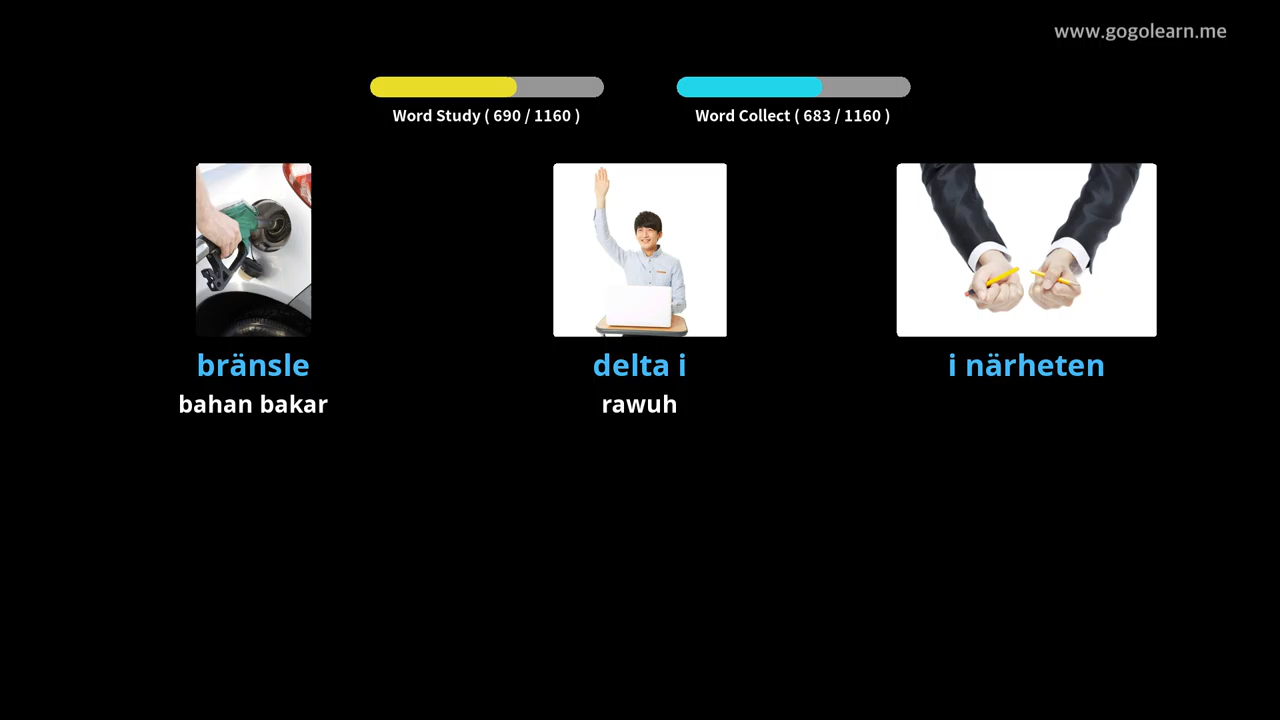 www.gogolearn.me
Word Study ( 690 / 1160 )
Word Collect ( 683 / 1160 )
bränsle
delta i
i närheten
bahan bakar
rawuh